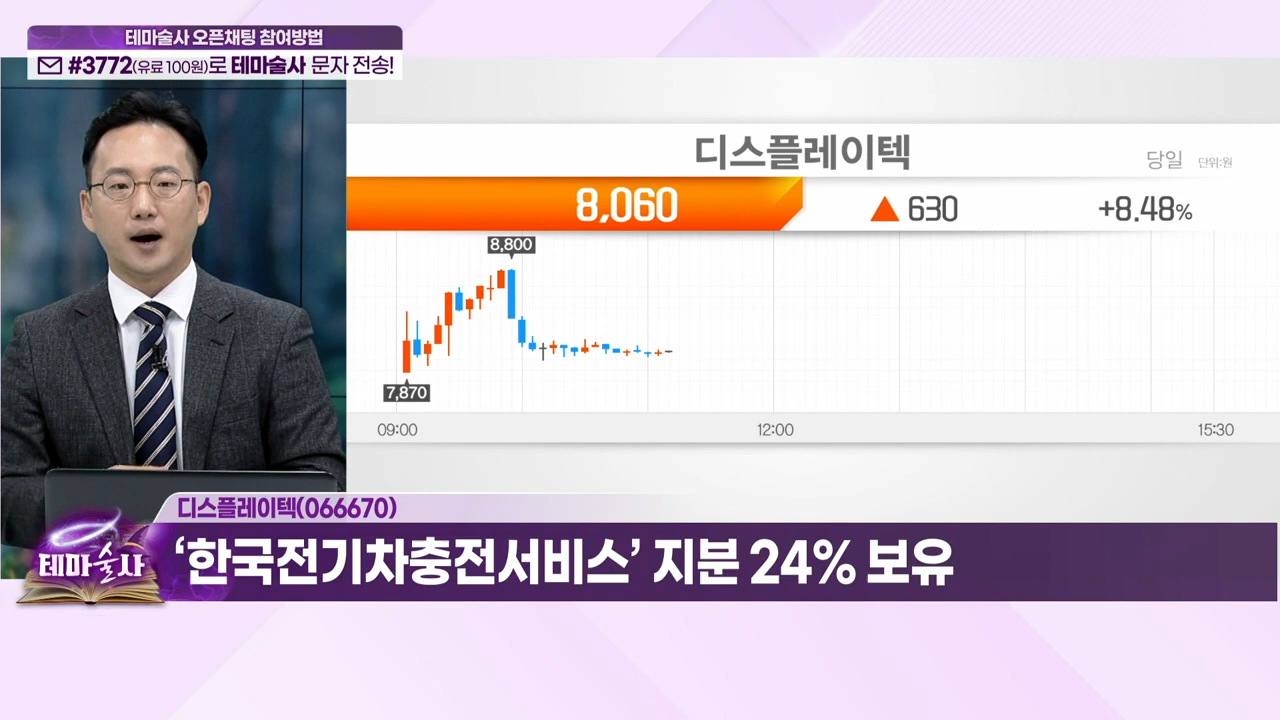 테마술사 오픈채팅 참여방법
#3772(유료 100원)로 테마술사 문자 전송!
디스플레이텍
당일 단위:원
8,060 ▲ 630 +8.48%
8,800
7,870
09:00 12:00 15:30
디스플레이텍(066670)
테마술사
‘한국전기차충전서비스’ 지분 24% 보유